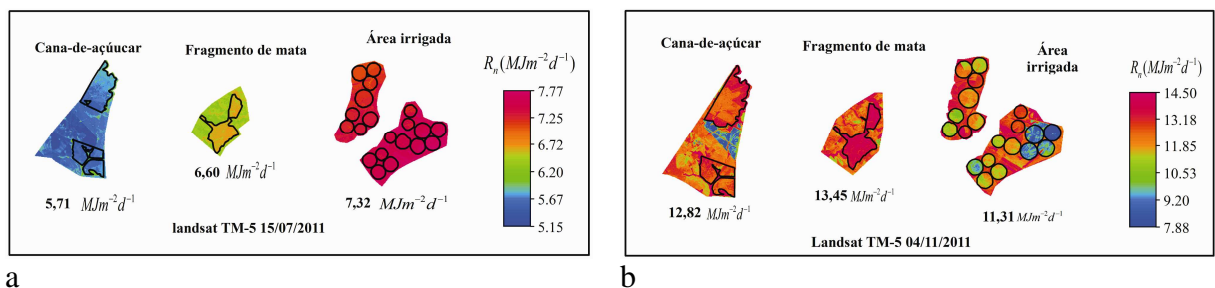 Cana-de-açúucar
Fragmento de mata
Área irrigada
Rn (MJm⁻²d⁻¹)
7.77
7.25
6.72
6.20
5.67
5.15
5,71 MJm⁻²d⁻¹
6,60 MJm⁻²d⁻¹
7,32 MJm⁻²d⁻¹
landsat TM-5 15/07/2011
a
Cana-de-açúcar
Fragmento de mata
Área
irrigada
Rn (MJm⁻²d⁻¹)
14.50
13.18
11.85
10.53
9.20
7.88
12,82 MJm⁻²d⁻¹
13,45 MJm⁻²d⁻¹
11,31 MJm⁻²d⁻¹
Landsat TM-5 04/11/2011
b